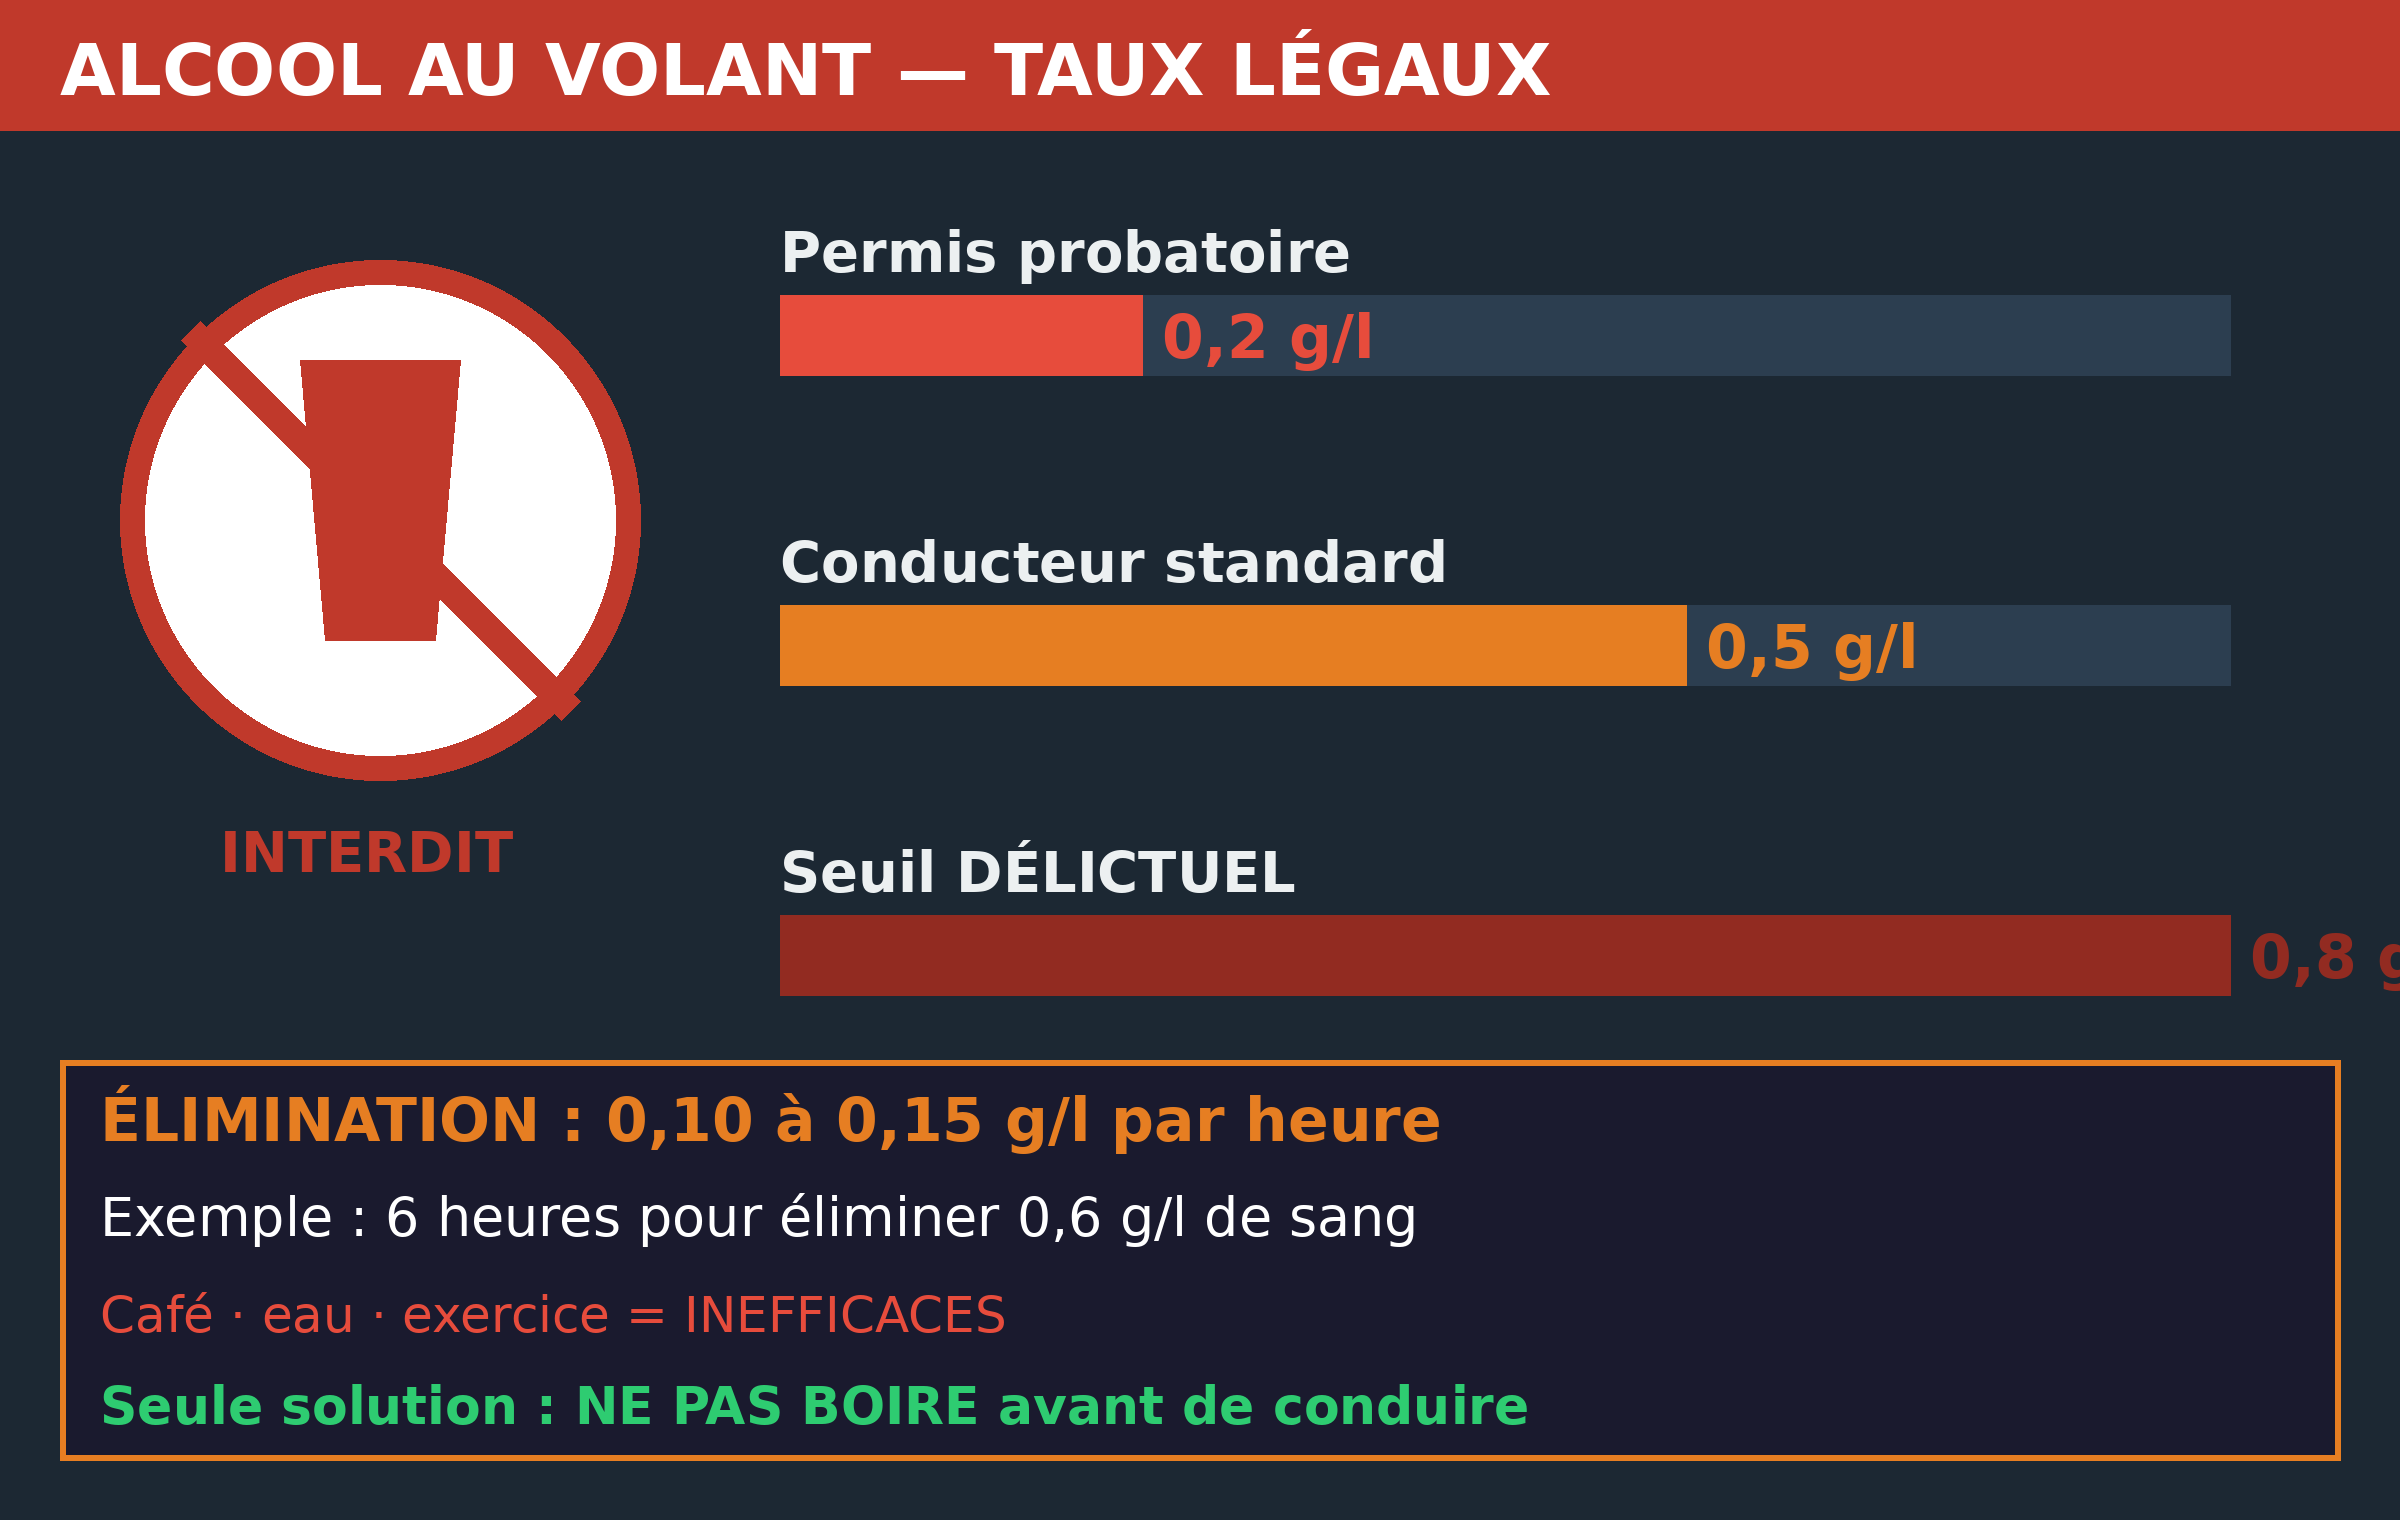 ALCOOL AU VOLANT — TAUX LÉGAUX
Permis probatoire
0,2 g/l
Conducteur standard
0,5 g/l
Seuil DÉLICTUEL
0,8 g
INTERDIT
ÉLIMINATION : 0,10 à 0,15 g/l par heure
Exemple : 6 heures pour éliminer 0,6 g/l de sang
Café · eau · exercice = INEFFICACES
Seule solution : NE PAS BOIRE avant de conduire